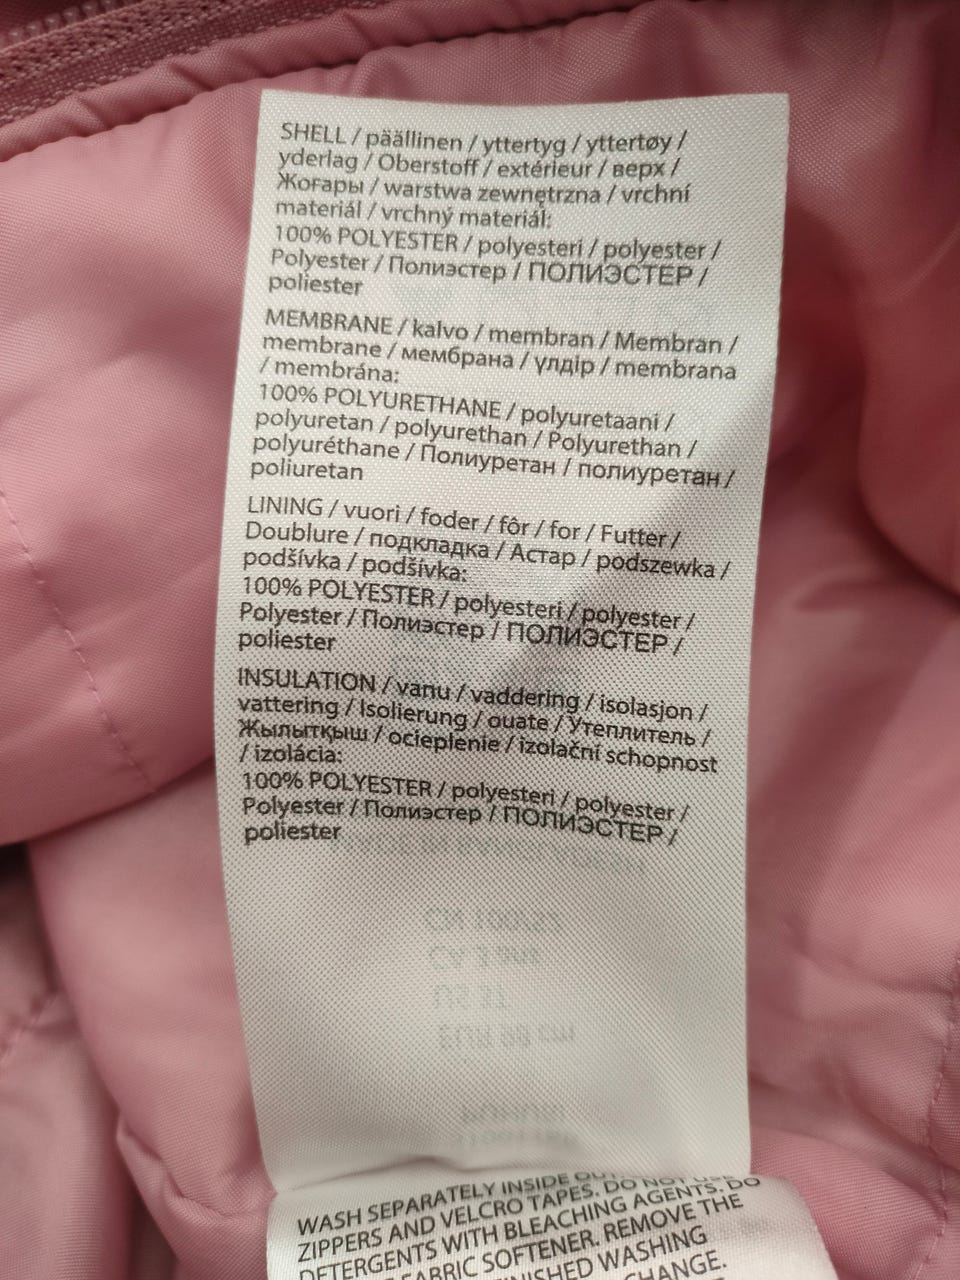 SHELL / päällinen / yttertyg / yttertøy /
yderlag / Oberstoff / extérieur / верх /
Жоғары / warstwa zewnętrzna / vrchní
materiál / vrchný materiál:
100% POLYESTER / polyesteri / polyester /
Polyester / Полиэстер / ПОЛИЭСТЕР /
poliester
MEMBRANE / kalvo / membran / Membran /
membrane / мембрана / үлдір / membrana
/ membrána:
100% POLYURETHANE / polyuretaani /
polyuretan / polyurethan / Polyurethan /
polyuréthane / Полиуретан / полиуретан /
poliuretan
LINING / vuori / foder / fôr / for / Futter /
Doublure / подкладка / Астар / podszewka /
podšívka / podšívka:
100% POLYESTER / polyesteri / polyester /
Polyester / Полиэстер / ПОЛИЭСТЕР /
poliester
INSULATION / vanu / vaddering / isolasjon /
vattering / Isolierung / ouate / Утеплитель /
Жылытқыш / ocieplenie / izolační schopnost
/ izolácia:
100% POLYESTER / polyesteri / polyester /
Polyester / Полиэстер / ПОЛИЭСТЕР /
poliester
WASH SEPARATELY INSIDE
ZIPPERS AND VELCRO TAPES. DO NOT USE
DETERGENTS WITH BLEACHING AGENTS. DO
FABRIC SOFTENER. REMOVE THE
WASHING